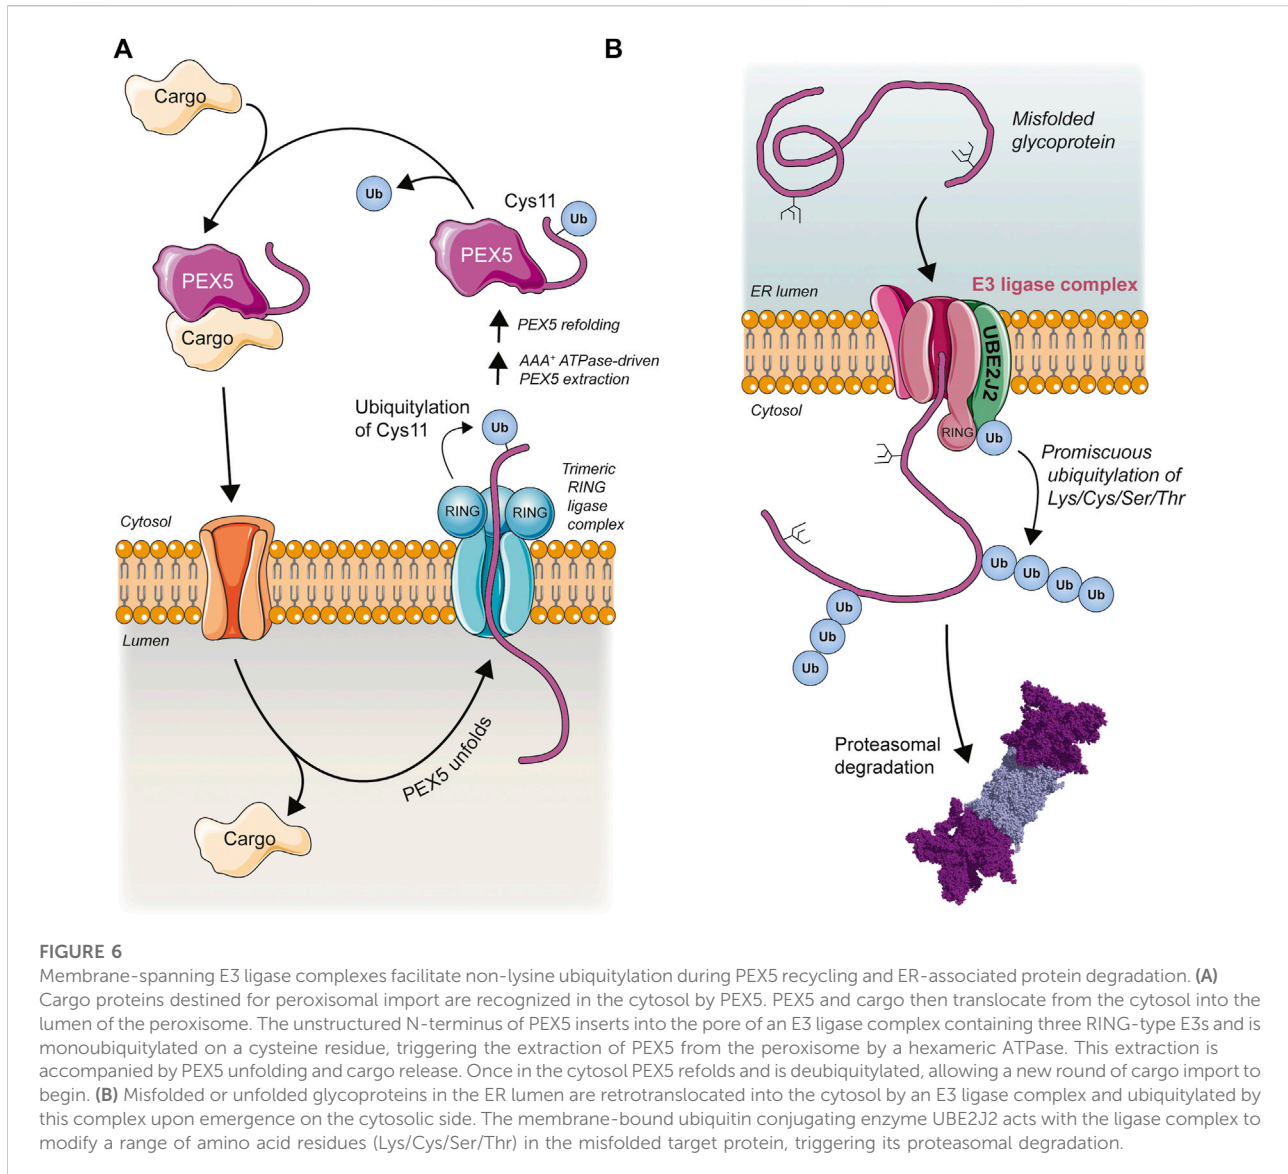 A
Cargo
Ub
Cys11
Ub
PEX5
PEX5
Cargo
PEX5 refolding
AAA⁺ ATPase-driven
PEX5 extraction
Ubiquitylation
of Cys11
Ub
Trimeric
RING
ligase
complex
RING
RING
Cytosol
Lumen
PEX5 unfolds
Cargo
B
Misfolded
glycoprotein
ER lumen
E3 ligase complex
UBE2J2
Cytosol
RING
Ub
Promiscuous
ubiquitylation of
Lys/Cys/Ser/Thr
Ub
Ub
Ub
Ub
Ub
Ub
Ub
Proteasomal
degradation
FIGURE 6
Membrane-spanning E3 ligase complexes facilitate non-lysine ubiquitylation during PEX5 recycling and ER-associated protein degradation. (A)
Cargo proteins destined for peroxisomal import are recognized in the cytosol by PEX5. PEX5 and cargo then translocate from the cytosol into the
lumen of the peroxisome. The unstructured N-terminus of PEX5 inserts into the pore of an E3 ligase complex containing three RING-type E3s and is
monoubiquitylated on a cysteine residue, triggering the extraction of PEX5 from the peroxisome by a hexameric ATPase. This extraction is
accompanied by PEX5 unfolding and cargo release. Once in the cytosol PEX5 refolds and is deubiquitylated, allowing a new round of cargo import to
begin. (B) Misfolded or unfolded glycoproteins in the ER lumen are retrotranslocated into the cytosol by an E3 ligase complex and ubiquitylated by
this complex upon emergence on the cytosolic side. The membrane-bound ubiquitin conjugating enzyme UBE2J2 acts with the ligase complex to
modify a range of amino acid residues (Lys/Cys/Ser/Thr) in the misfolded target protein, triggering its proteasomal degradation.